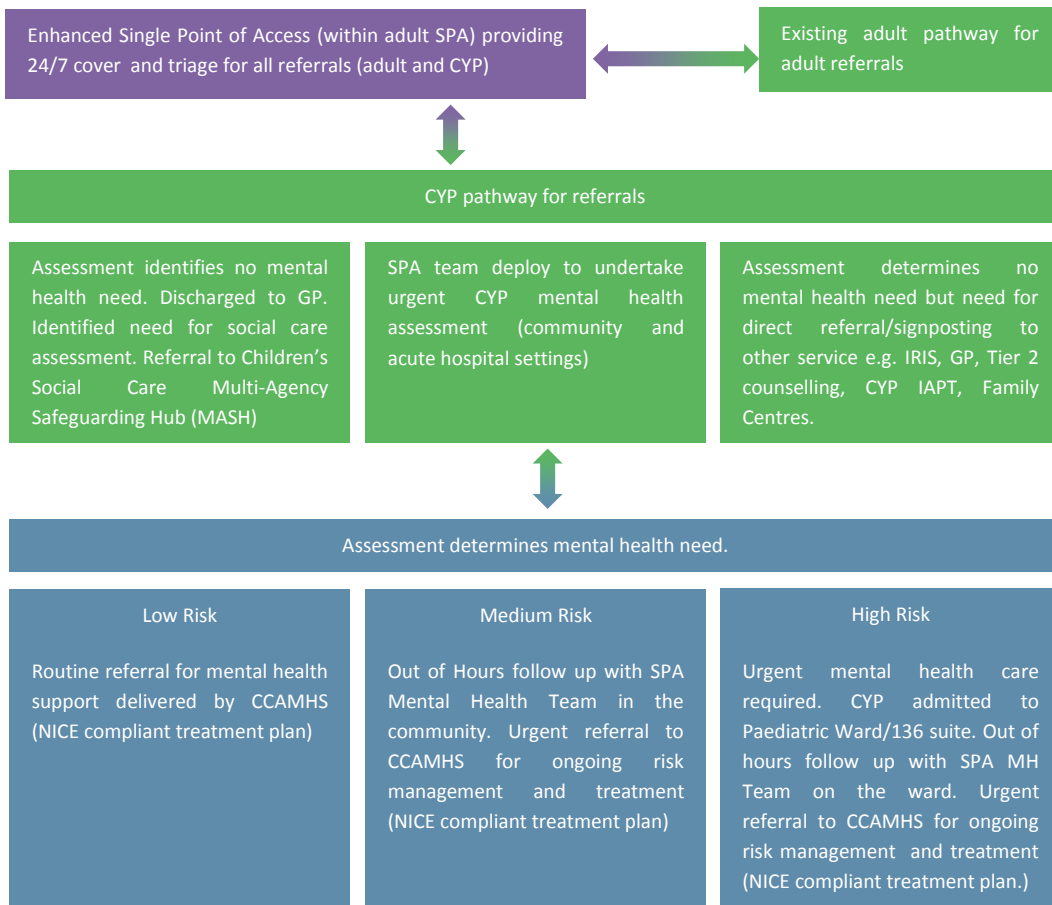 Enhanced Single Point of Access (within adult SPA) providing
24/7 cover and triage for all referrals (adult and CYP)
Existing adult pathway for
adult referrals
CYP pathway for referrals
Assessment identifies no mental
health need. Discharged to GP.
Identified need for social care
assessment. Referral to Children’s
Social Care Multi-Agency
Safeguarding Hub (MASH)
SPA team deploy to undertake
urgent CYP mental health
assessment (community and
acute hospital settings)
Assessment determines no
mental health need but need for
direct referral/signposting to
other service e.g. IRIS, GP, Tier 2
counselling, CYP IAPT, Family
Centres.
Assessment determines mental health need.
Low Risk
Routine referral for mental health
support delivered by CCAMHS
(NICE compliant treatment plan)
Medium Risk
Out of Hours follow up with SPA
Mental Health Team in the
community. Urgent referral to
CCAMHS for ongoing risk
management and treatment
(NICE compliant treatment plan)
High Risk
Urgent mental health care
required. CYP admitted to
Paediatric Ward/136 suite. Out of
hours follow up with SPA MH
Team on the ward. Urgent
referral to CCAMHS for ongoing
risk management and treatment
(NICE compliant treatment plan.)